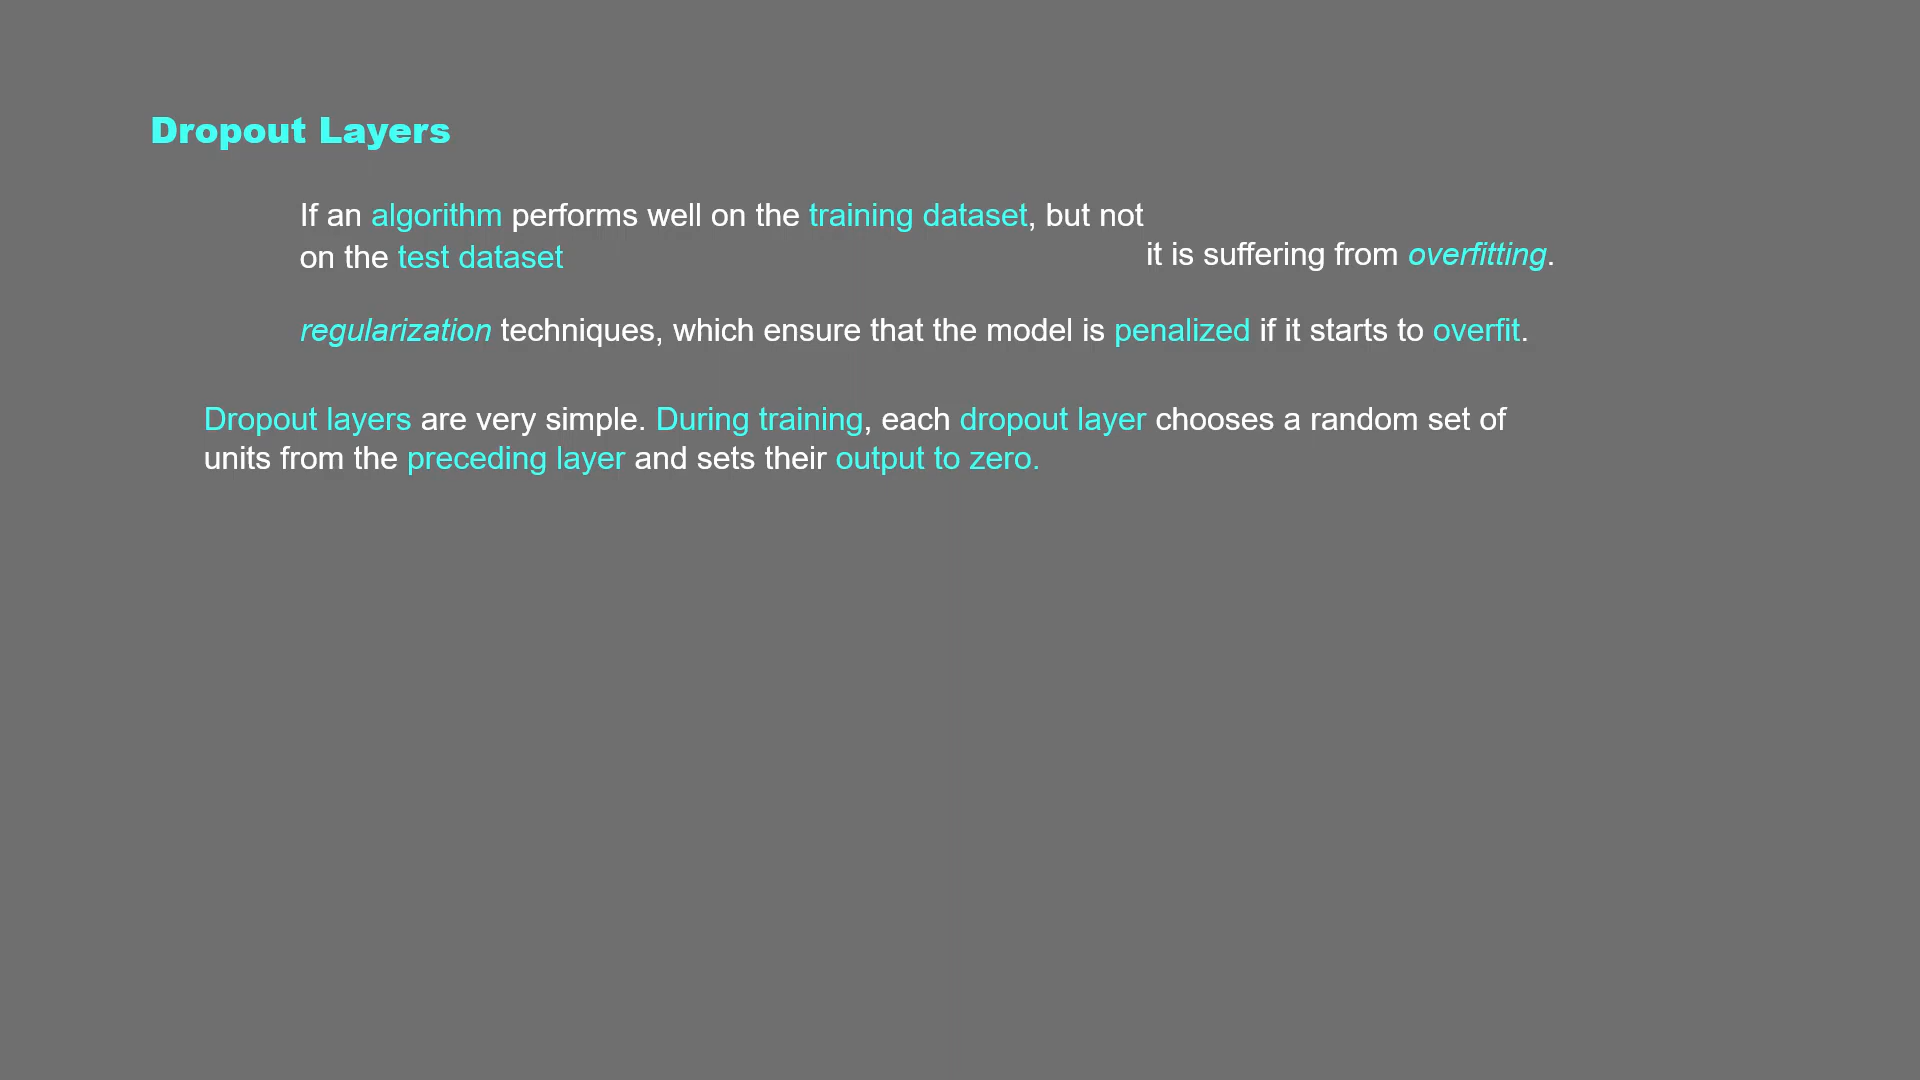 Dropout Layers
If an algorithm performs well on the training dataset, but not
on the test dataset
it is suffering from overfitting.
regularization techniques, which ensure that the model is penalized if it starts to overfit.
Dropout layers are very simple. During training, each dropout layer chooses a random set of
units from the preceding layer and sets their output to zero.